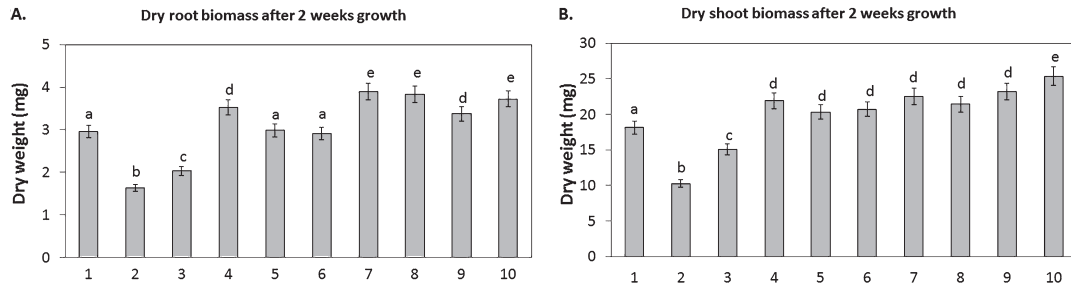 A.
Dry root biomass after 2 weeks growth
Dry weight (mg)
5
4
3
2
1
0
a
b
c
d
a
a
e
e
d
e
1 2 3 4 5 6 7 8 9 10
B.
Dry shoot biomass after 2 weeks growth
Dry weight (mg)
30
25
20
15
10
5
0
a
b
c
d
d
d
d
d
d
e
1 2 3 4 5 6 7 8 9 10